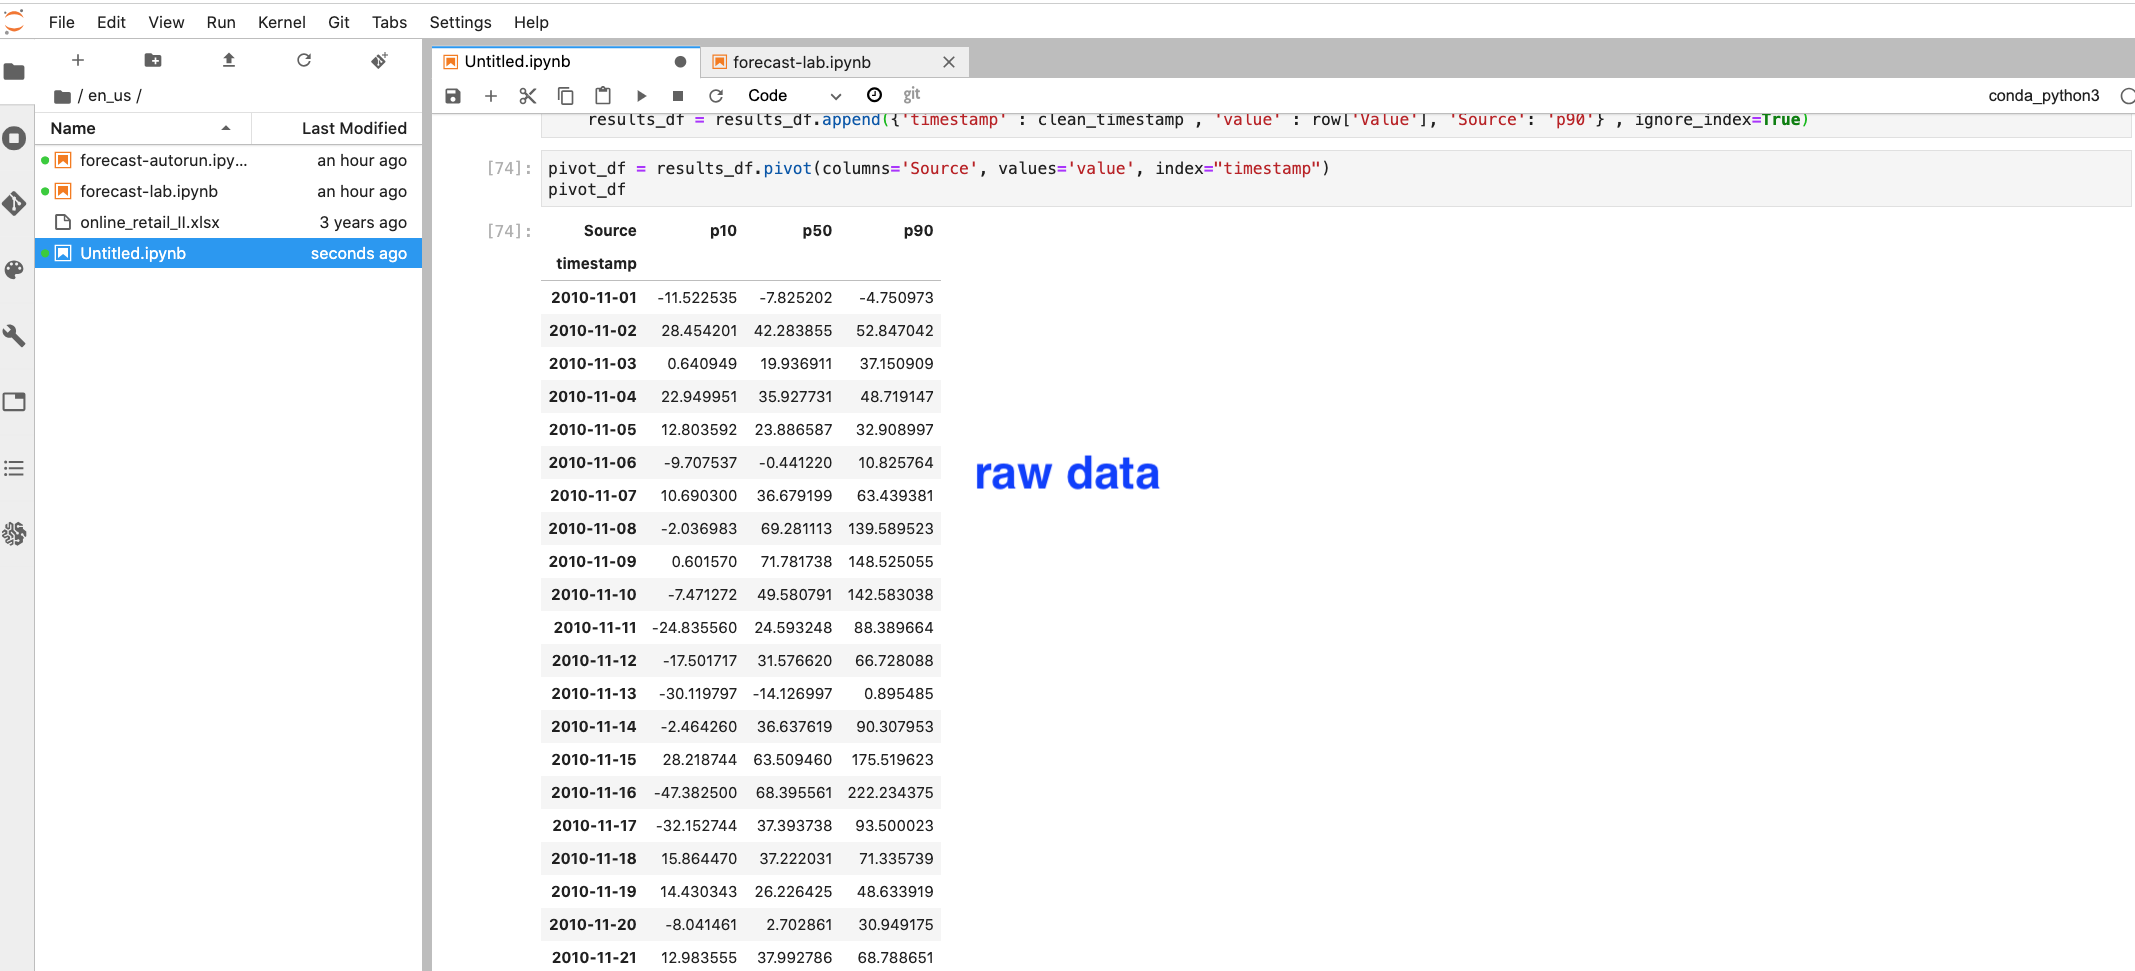 File Edit View Run Kernel Git Tabs Settings Help
Untitled.ipynb
forecast-lab.ipynb
/ en_us /
Code
git
conda_python3
Name
Last Modified
forecast-autorun.ipy... an hour ago
forecast-lab.ipynb an hour ago
online_retail_II.xlsx 3 years ago
Untitled.ipynb seconds ago
results_df = results_df.append({'timestamp' : clean_timestamp , 'value' : row['Value'], 'Source': 'p90'} , ignore_index=True)
[74]: pivot_df = results_df.pivot(columns='Source', values='value', index="timestamp")
pivot_df
[74]: Source p10 p50 p90
timestamp
2010-11-01 -11.522535 -7.825202 -4.750973
2010-11-02 28.454201 42.283855 52.847042
2010-11-03 0.640949 19.936911 37.150909
2010-11-04 22.949951 35.927731 48.719147
2010-11-05 12.803592 23.886587 32.908997
2010-11-06 -9.707537 -0.441220 10.825764
2010-11-07 10.690300 36.679199 63.439381
2010-11-08 -2.036983 69.281113 139.589523
2010-11-09 0.601570 71.781738 148.525055
2010-11-10 -7.471272 49.580791 142.583038
2010-11-11 -24.835560 24.593248 88.389664
2010-11-12 -17.501717 31.576620 66.728088
2010-11-13 -30.119797 -14.126997 0.895485
2010-11-14 -2.464260 36.637619 90.307953
2010-11-15 28.218744 63.509460 175.519623
2010-11-16 -47.382500 68.395561 222.234375
2010-11-17 -32.152744 37.393738 93.500023
2010-11-18 15.864470 37.222031 71.335739
2010-11-19 14.430343 26.226425 48.633919
2010-11-20 -8.041461 2.702861 30.949175
2010-11-21 12.983555 37.992786 68.788651
raw data